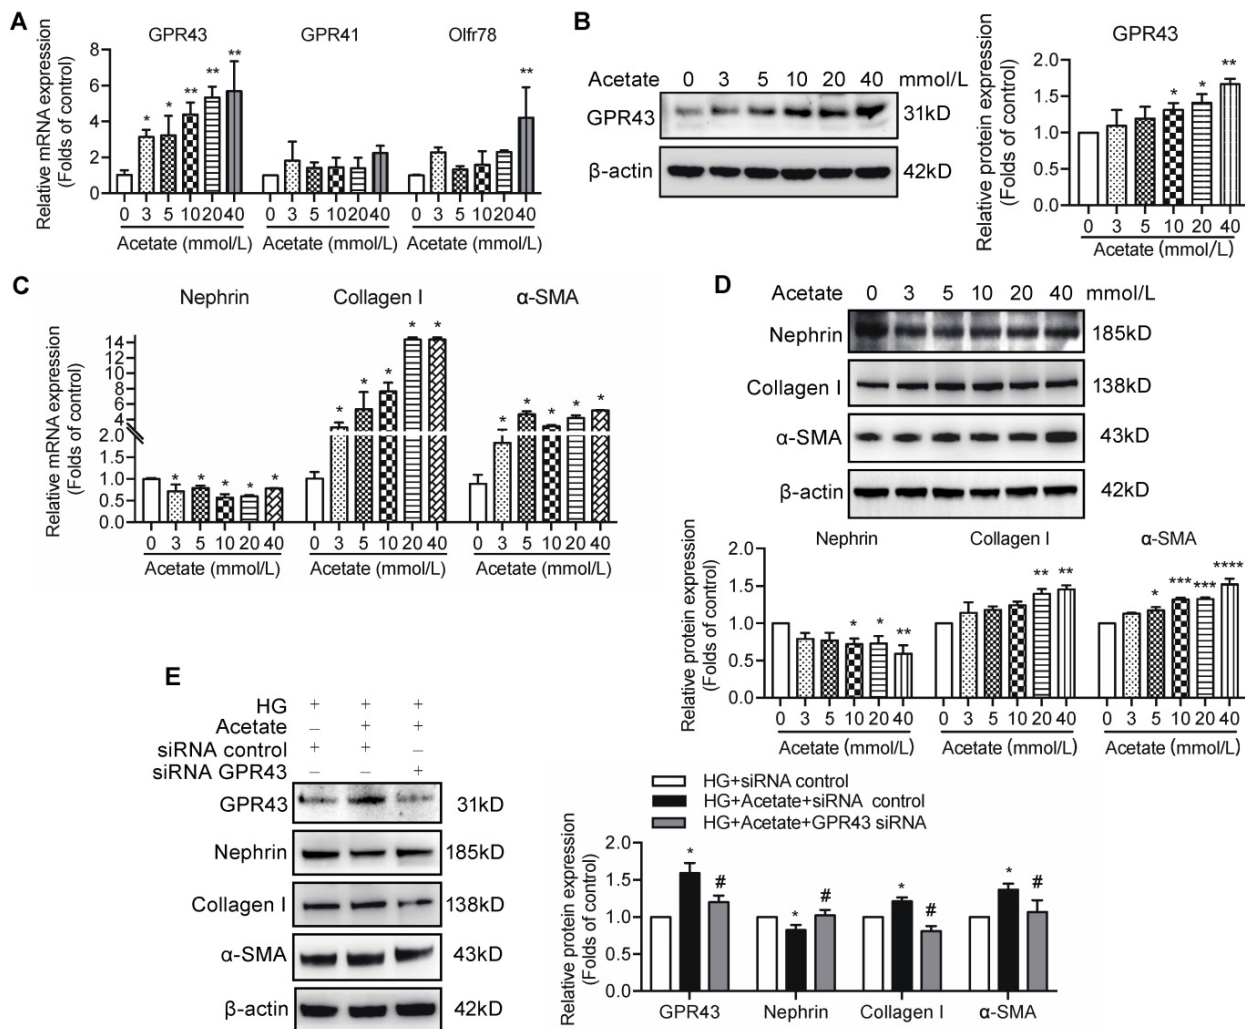 A
GPR43 GPR41 Olfr78
Relative mRNA expression
(Folds of control)
8
6
4
2
0
* * ** ** ** **
0 3 5 10 20 40 0 3 5 10 20 40 0 3 5 10 20 40
Acetate (mmol/L) Acetate (mmol/L) Acetate (mmol/L)
B
Acetate 0 3 5 10 20 40 mmol/L
GPR43 31kD
β-actin 42kD
GPR43
Relative protein expression
(Folds of control)
2.0
1.5
1.0
0.5
0.0
* * **
0 3 5 10 20 40
Acetate (mmol/L)
C
Nephrin Collagen I α-SMA
Relative mRNA expression
(Folds of control)
14
12
10
8
6
4
2.0
1.5
1.0
0.5
0.0
* * * * * * * * * * * * * * *
0 3 5 10 20 40 0 3 5 10 20 40 0 3 5 10 20 40
Acetate (mmol/L) Acetate (mmol/L) Acetate (mmol/L)
D
Acetate 0 3 5 10 20 40 mmol/L
Nephrin 185kD
Collagen I 138kD
α-SMA 43kD
β-actin 42kD
Nephrin Collagen I α-SMA
Relative protein expression
(Folds of control)
2.0
1.5
1.0
0.5
0.0
* * ** ** ** * *** *** ****
0 3 5 10 20 40 0 3 5 10 20 40 0 3 5 10 20 40
Acetate (mmol/L) Acetate (mmol/L) Acetate (mmol/L)
E
HG + + +
Acetate – + +
siRNA control + + –
siRNA GPR43 – – +
GPR43 31kD
Nephrin 185kD
Collagen I 138kD
α-SMA 43kD
β-actin 42kD
HG+siRNA control
HG+Acetate+siRNA control
HG+Acetate+GPR43 siRNA
Relative protein expression
(Folds of control)
2.0
1.5
1.0
0.5
0.0
* # * # * # * #
GPR43 Nephrin Collagen I α-SMA